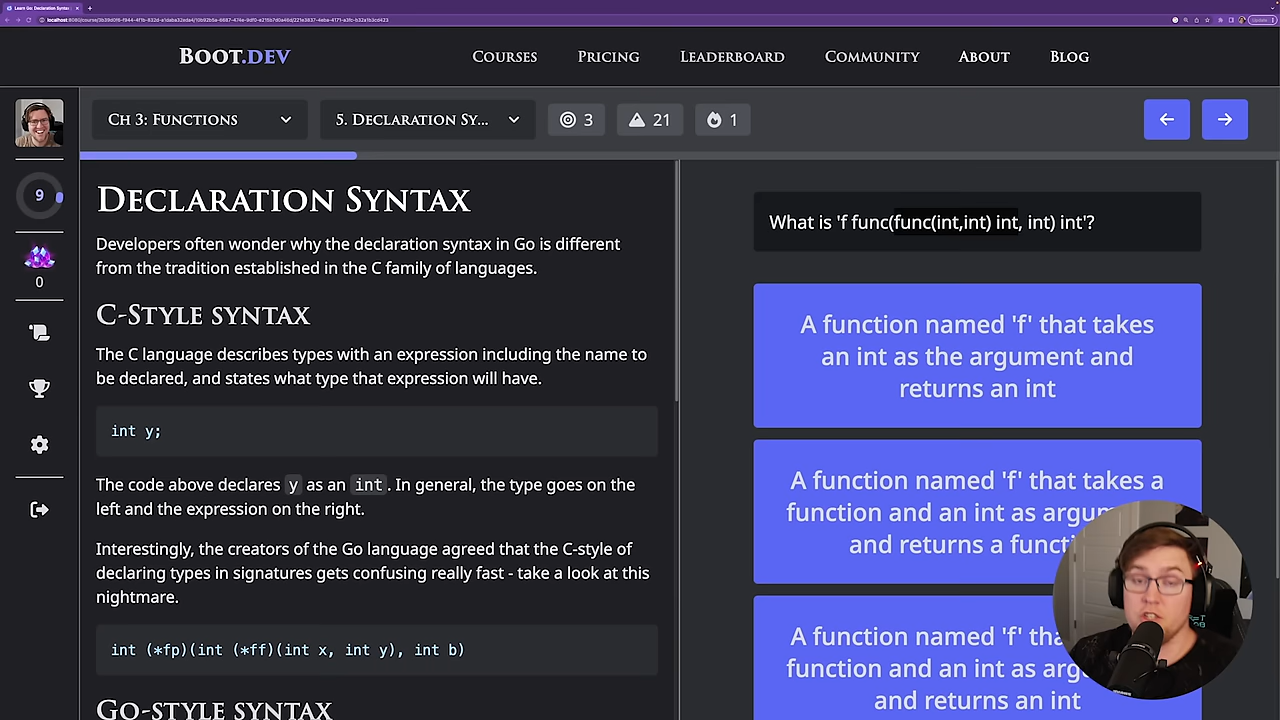 Learn Go: Declaration Syntax
BOOT.DEV
COURSES
PRICING
LEADERBOARD
COMMUNITY
ABOUT
BLOG
CH 3: FUNCTIONS
5. DECLARATION SY...
3
21
1
9
0
DECLARATION SYNTAX
Developers often wonder why the declaration syntax in Go is different
from the tradition established in the C family of languages.
C-STYLE SYNTAX
The C language describes types with an expression including the name to
be declared, and states what type that expression will have.
int y;
The code above declares y as an int. In general, the type goes on the
left and the expression on the right.
Interestingly, the creators of the Go language agreed that the C-style of
declaring types in signatures gets confusing really fast - take a look at this
nightmare.
int (*fp)(int (*ff)(int x, int y), int b)
GO-STYLE SYNTAX
What is 'f func(func(int,int) int, int) int'?
A function named 'f' that takes
an int as the argument and
returns an int
A function named 'f' that takes a
function and an int as argum
and returns a functi
A function named 'f' tha
function and an int as arg
and returns an int